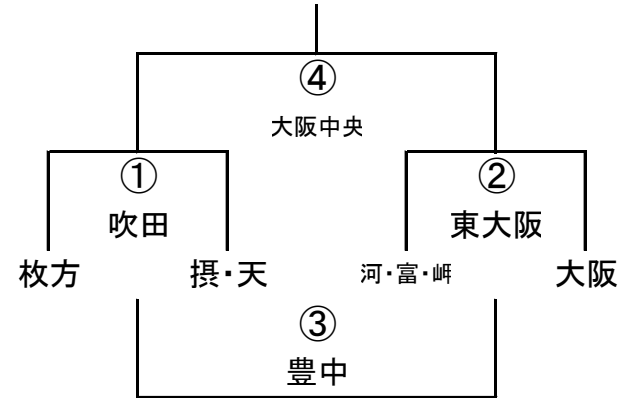 ④
大阪中央
① ②
吹田 東大阪
枚方 摂・天 河・富・岬 大阪
③
豊中